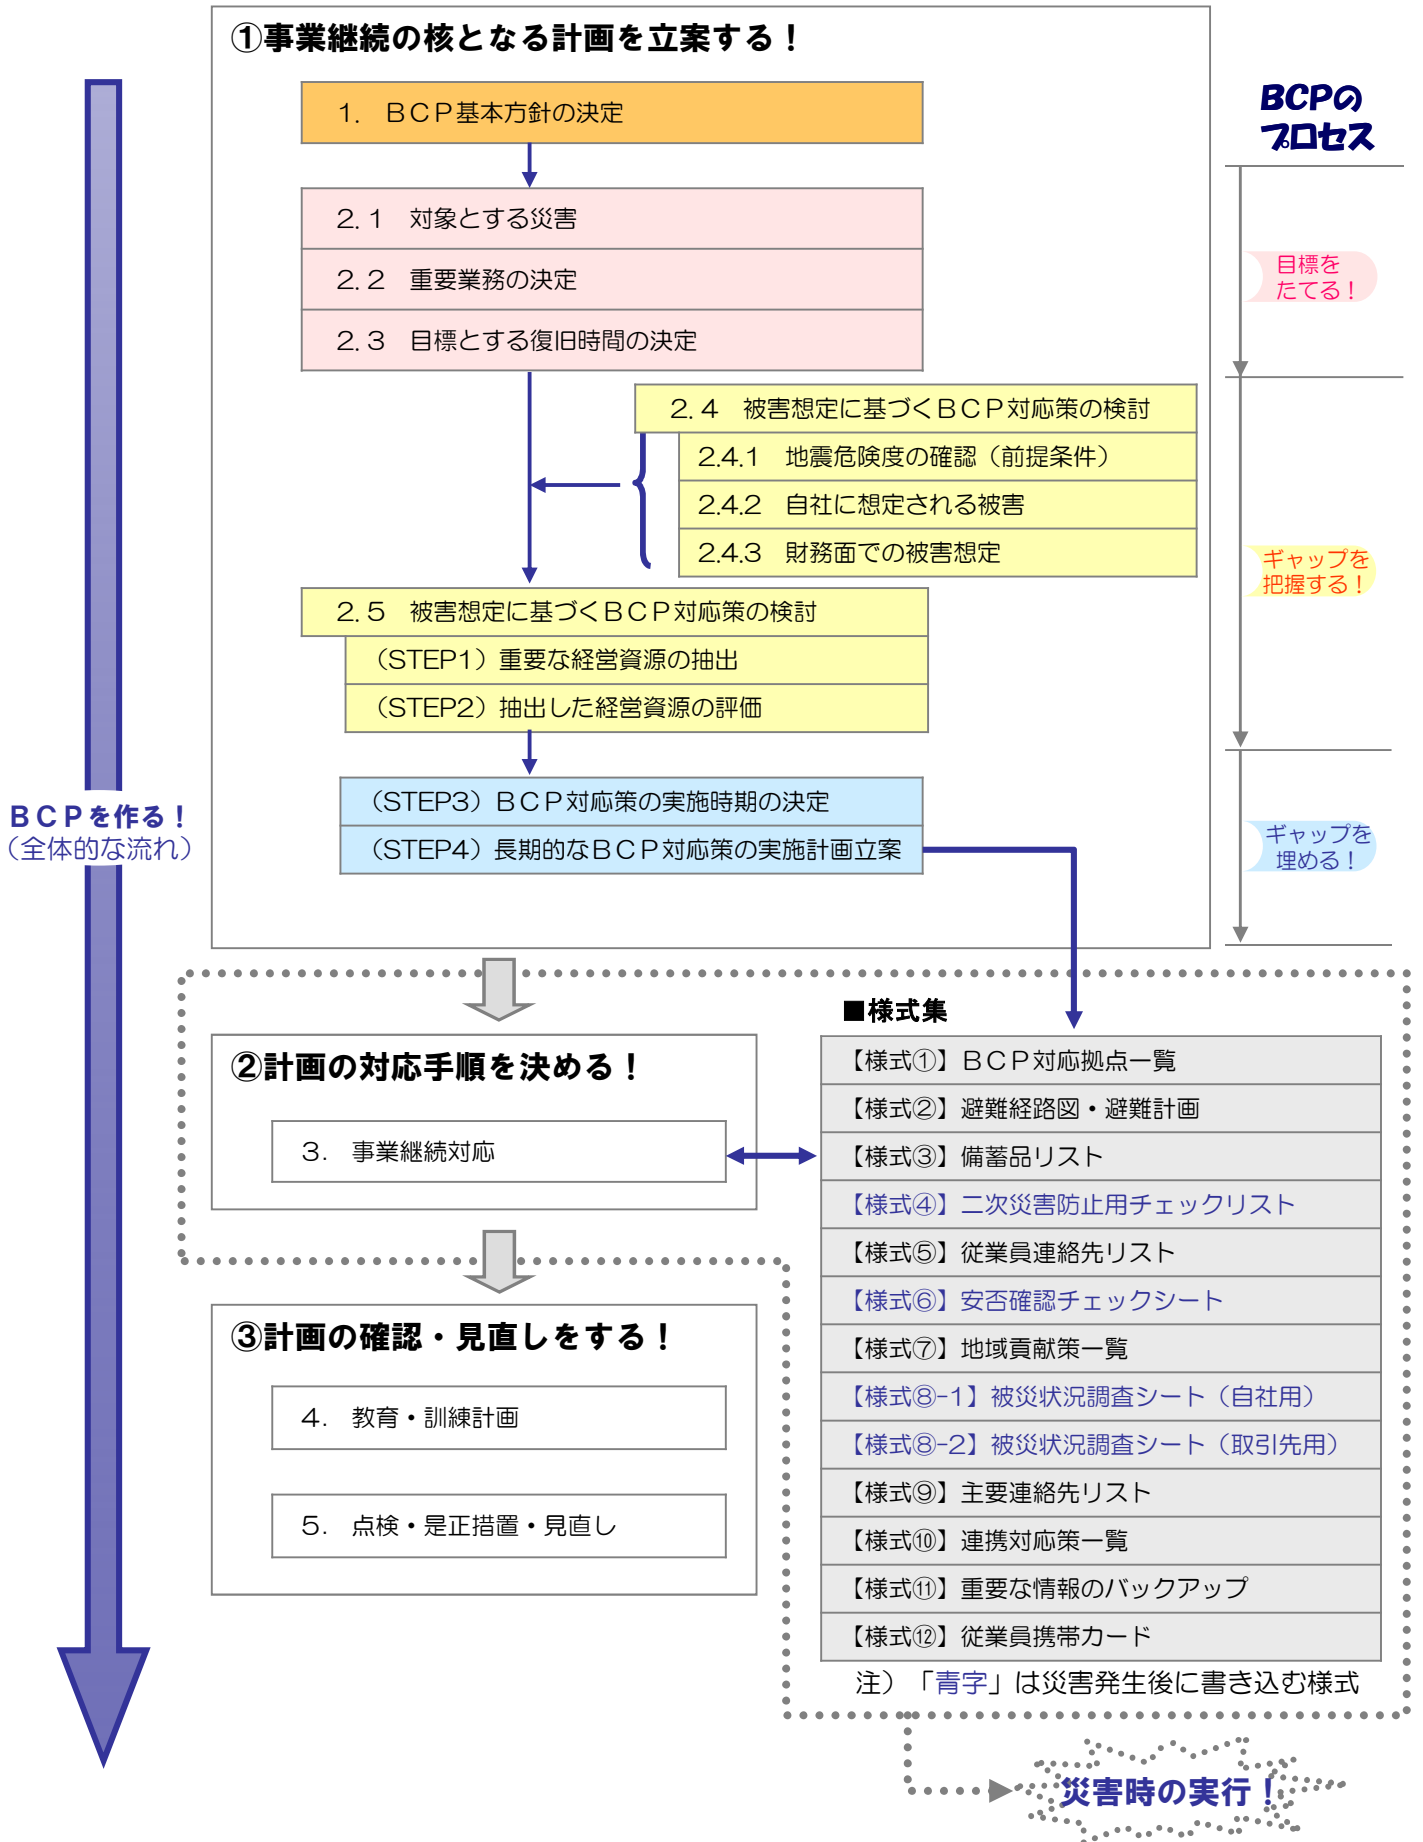 ①事業継続の核となる計画を立案する！
１．　ＢＣＰ基本方針の決定
２.１　対象とする災害
２.２　重要業務の決定
２.３　目標とする復旧時間の決定
２.４　被害想定に基づくＢＣＰ対応策の検討
2.4.1　地震危険度の確認（前提条件）
2.4.2　自社に想定される被害
2.4.3　財務面での被害想定
２.５　被害想定に基づくＢＣＰ対応策の検討
（STEP1）重要な経営資源の抽出
（STEP2）抽出した経営資源の評価
（STEP3）ＢＣＰ対応策の実施時期の決定
（STEP4）長期的なＢＣＰ対応策の実施計画立案
BCPの
プロセス
目標を
たてる！
ギャップを
把握する！
ギャップを
埋める！
ＢＣＰを作る！
（全体的な流れ）
②計画の対応手順を決める！
３．　事業継続対応
③計画の確認・見直しをする！
４．　教育・訓練計画
５．　点検・是正措置・見直し
■様式集
【様式①】ＢＣＰ対応拠点一覧
【様式②】避難経路図・避難計画
【様式③】備蓄品リスト
【様式④】二次災害防止用チェックリスト
【様式⑤】従業員連絡先リスト
【様式⑥】安否確認チェックシート
【様式⑦】地域貢献策一覧
【様式⑧-1】被災状況調査シート（自社用）
【様式⑧-2】被災状況調査シート（取引先用）
【様式⑨】主要連絡先リスト
【様式⑩】連携対応策一覧
【様式⑪】重要な情報のバックアップ
【様式⑫】従業員携帯カード
注）「青字」は災害発生後に書き込む様式
災害時の実行！